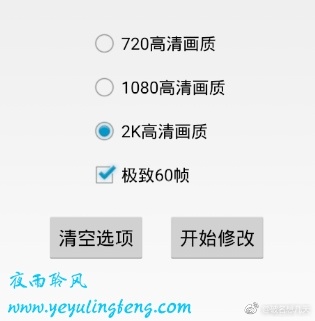 720高清画质
1080高清画质
2K高清画质
极致60帧
清空选项
开始修改
夜雨聆风
www.yeyulingfeng.com